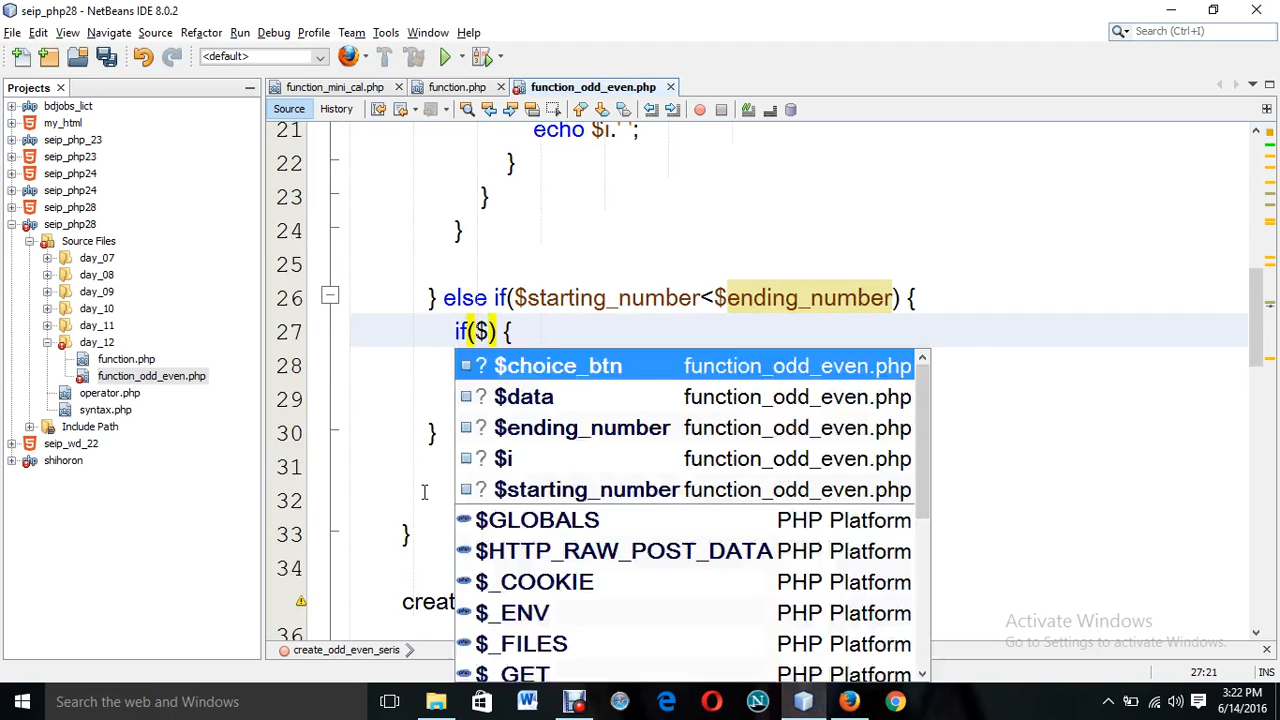 seip_php28 - NetBeans IDE 8.0.2
File Edit View Navigate Source Refactor Run Debug Profile Team Tools Window Help
Search (Ctrl+I)
<default>
Projects
function_mini_cal.php
function.php
function_odd_even.php
Source
History
bdjobs_lict
my_html
seip_php_23
seip_php23
seip_php24
seip_php24
seip_php28
seip_php28
Source Files
day_07
day_08
day_09
day_10
day_11
day_12
function.php
function_odd_even.php
operator.php
syntax.php
Include Path
seip_wd_22
shihoron
21 echo $i.' ';
22 }
23 }
24 }
25
26 } else if($starting_number<$ending_number) {
27 if($) {
28
29
30 }
31
32
33 }
34
creat
36
? $choice_btn function_odd_even.php
? $data function_odd_even.php
? $ending_number function_odd_even.php
? $i function_odd_even.php
? $starting_number function_odd_even.php
$GLOBALS PHP Platform
$HTTP_RAW_POST_DATA PHP Platform
$_COOKIE PHP Platform
$_ENV PHP Platform
$_FILES PHP Platform
$_GET PHP Platform
Activate Windows
Go to Settings to activate Windows.
create_odd_even_seris
27:21
INS
Search the web and Windows
3:22 PM
6/14/2016